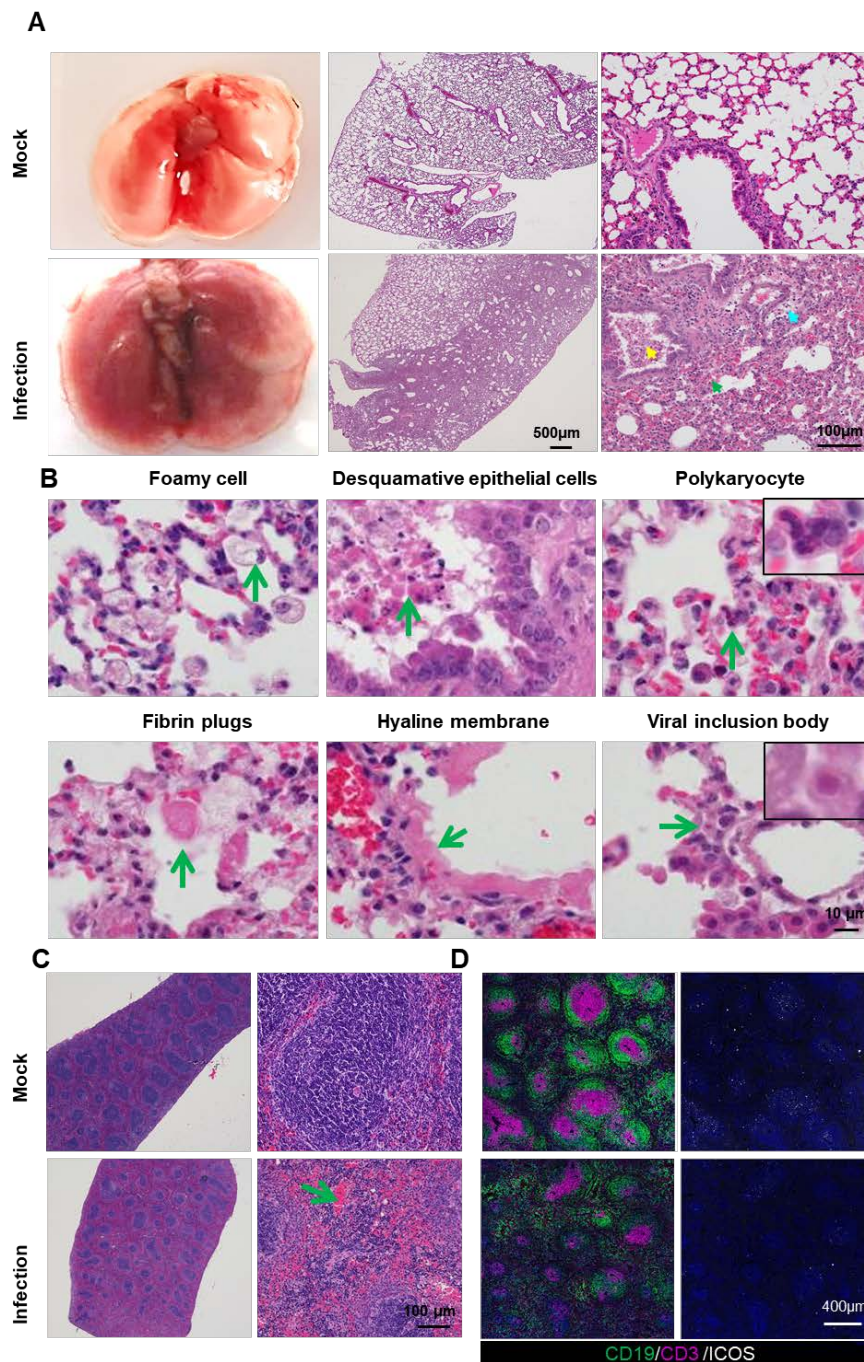 A
Mock
Infection
500µm
100µm
B
Foamy cell
Desquamative epithelial cells
Polykaryocyte
Fibrin plugs
Hyaline membrane
Viral inclusion body
10 µm
C
D
Mock
Infection
100 µm
400µm
CD19/CD3/ICOS